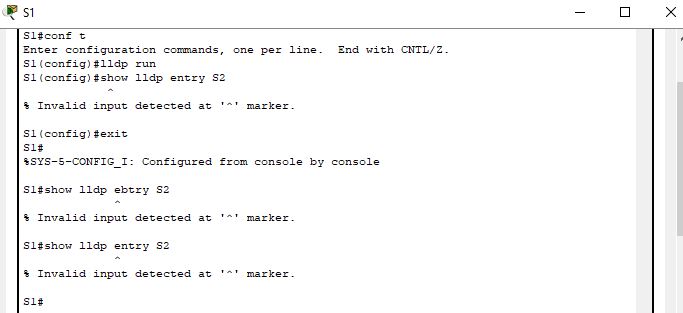 S1
S1#conf t
Enter configuration commands, one per line.  End with CNTL/Z.
S1(config)#lldp run
S1(config)#show lldp entry S2
            ^
% Invalid input detected at '^' marker.
S1(config)#exit
S1#
%SYS-5-CONFIG_I: Configured from console by console
S1#show lldp ebtry S2
             ^
% Invalid input detected at '^' marker.
S1#show lldp entry S2
             ^
% Invalid input detected at '^' marker.
S1#